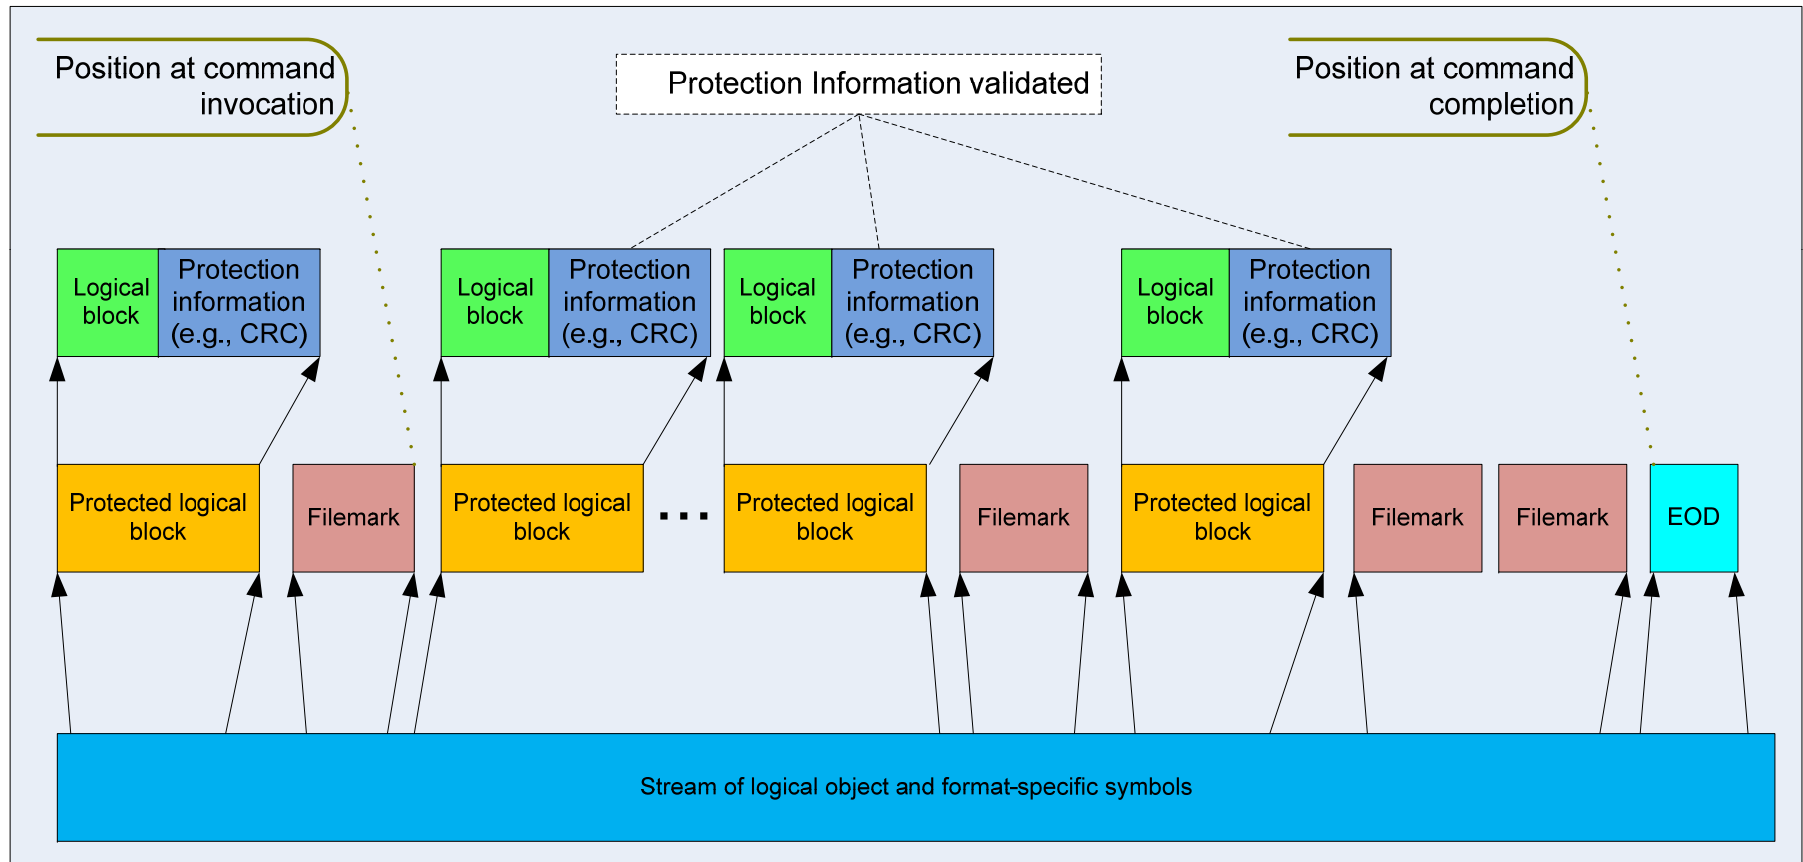 Position at command
invocation
Protection Information validated
Position at command
completion
Logical
block
Protection
information
(e.g., CRC)
Logical
block
Protection
information
(e.g., CRC)
Logical
block
Protection
information
(e.g., CRC)
Logical
block
Protection
information
(e.g., CRC)
Protected logical
block
Filemark
Protected logical
block
...
Protected logical
block
Filemark
Protected logical
block
Filemark
Filemark
EOD
Stream of logical object and format-specific symbols